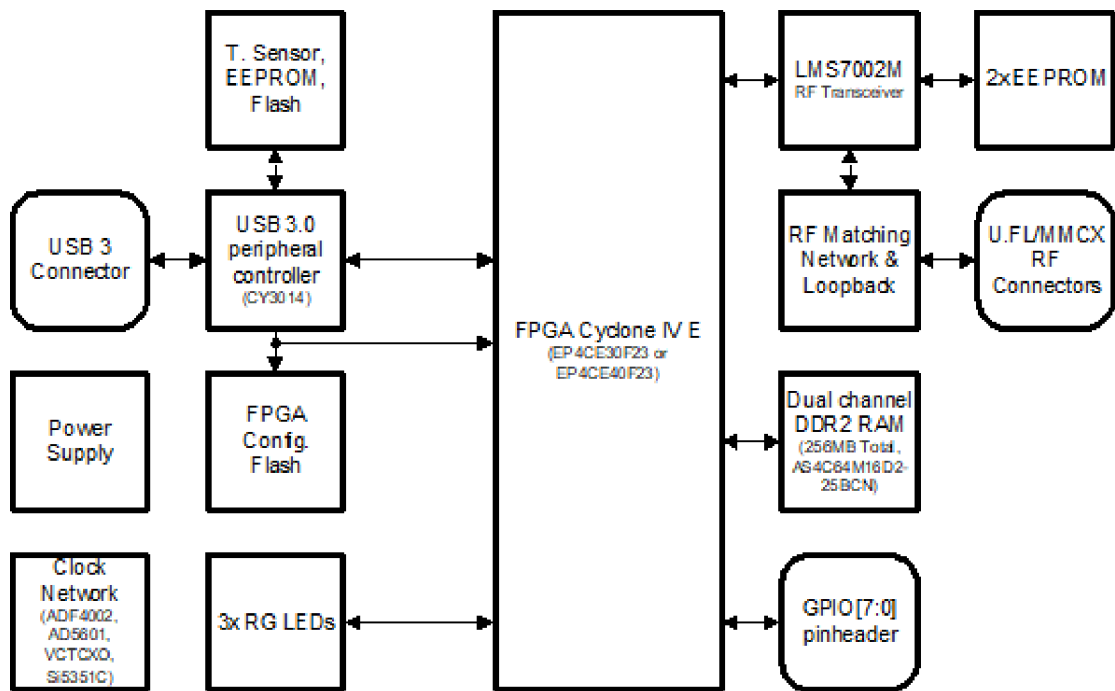 T. Sensor,
EEPROM,
Flash
LMS7002M
RF Transceiver
2xEEPROM
USB 3
Connector
USB 3.0
peripheral
controller
(CY3014)
RF Matching
Network &
Loopback
U.FL/MMCX
RF
Connectors
FPGA Cyclone IV E
(EP4CE30F23 or
EP4CE40F23)
Power
Supply
FPGA
Config.
Flash
Dual channel
DDR2 RAM
(256MB Total,
AS4C64M16D2-
25BCN)
Clock
Network
(ADF4002,
AD5601,
VCTCXO,
Si5351C)
3x RG LEDs
GPIO[7:0]
pinheader